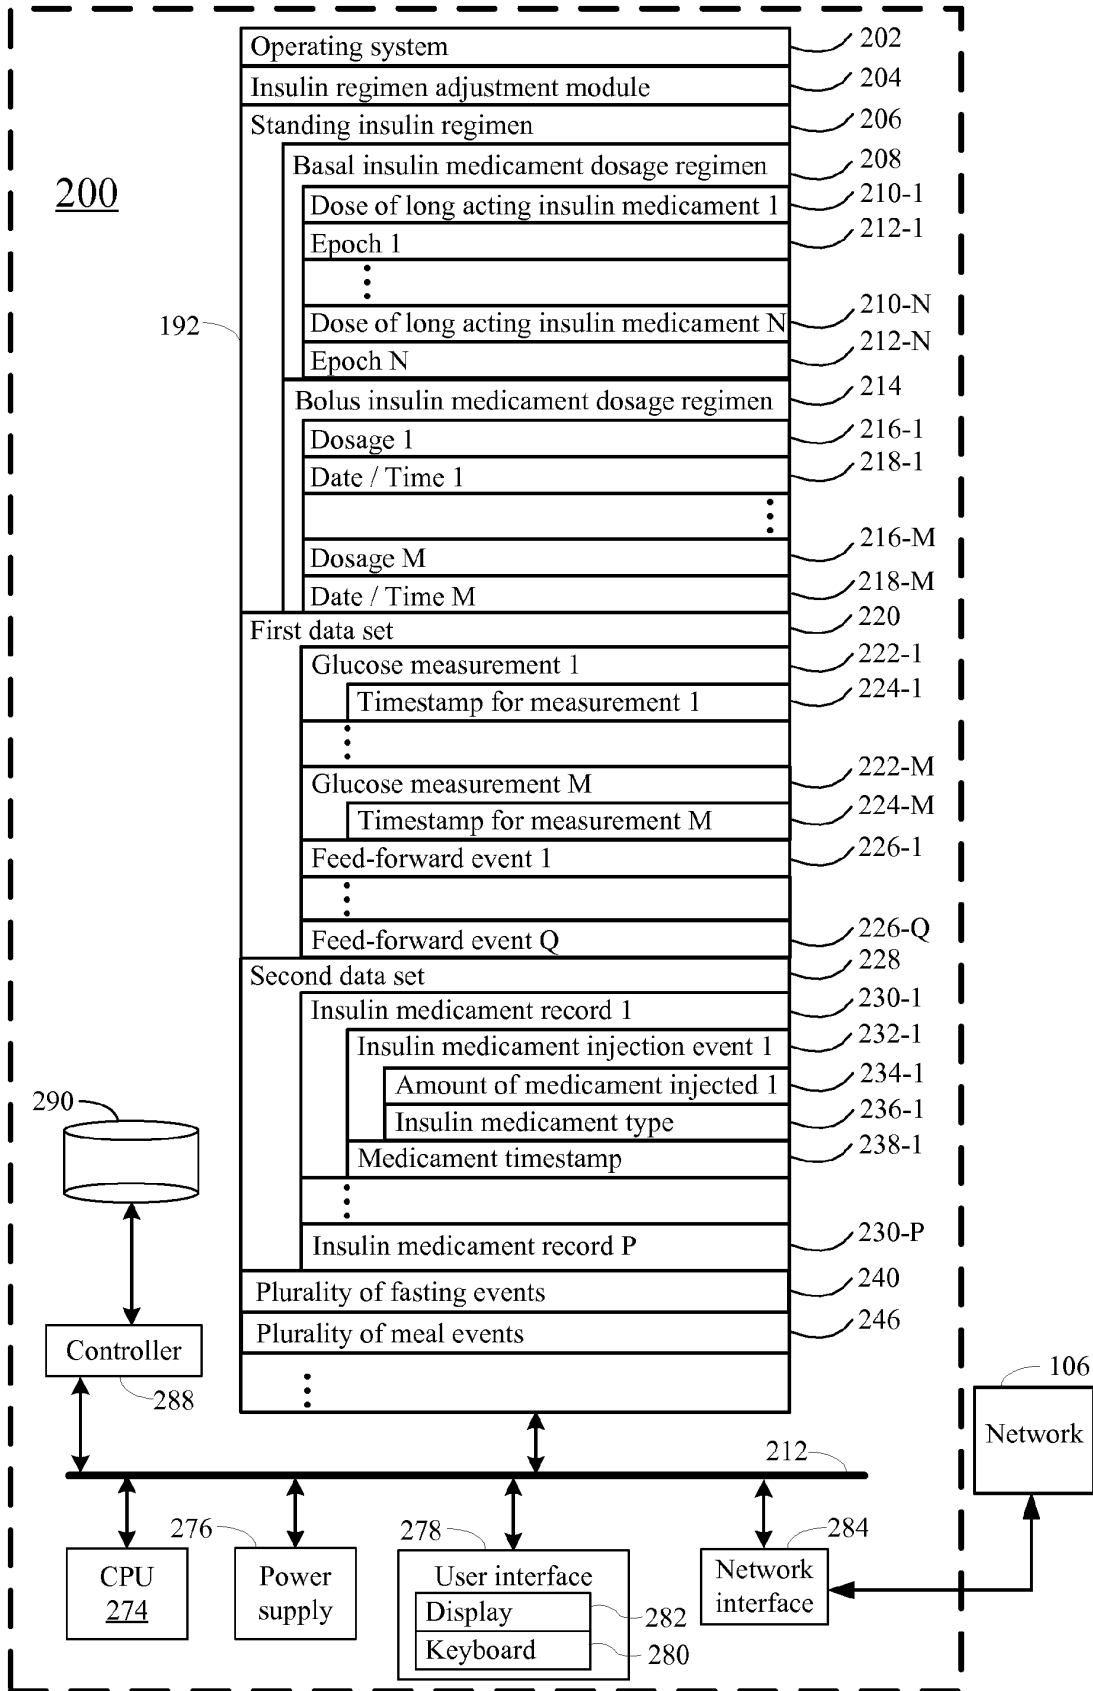 200
Operating system 202
Insulin regimen adjustment module 204
Standing insulin regimen 206
Basal insulin medicament dosage regimen 208
Dose of long acting insulin medicament 1 210-1
Epoch 1 212-1
192
Dose of long acting insulin medicament N 210-N
Epoch N 212-N
Bolus insulin medicament dosage regimen 214
Dosage 1 216-1
Date / Time 1 218-1
Dosage M 216-M
Date / Time M 218-M
First data set 220
Glucose measurement 1 222-1
Timestamp for measurement 1 224-1
Glucose measurement M 222-M
Timestamp for measurement M 224-M
Feed-forward event 1 226-1
Feed-forward event Q 226-Q
Second data set 228
Insulin medicament record 1 230-1
Insulin medicament injection event 1 232-1
Amount of medicament injected 1 234-1
Insulin medicament type 236-1
Medicament timestamp 238-1
Insulin medicament record P 230-P
Plurality of fasting events 240
Plurality of meal events 246
290
Controller
288
106
Network
212
CPU
274
276
Power
supply
278
User interface
Display 282
Keyboard 280
284
Network
interface